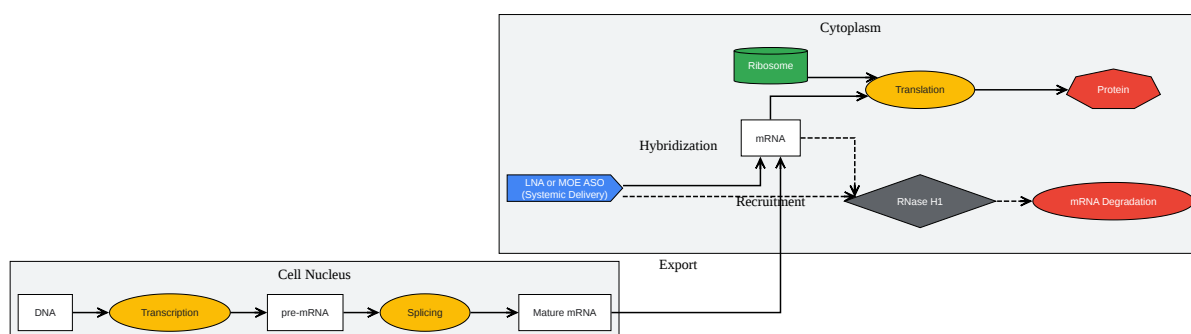 Cytoplasm
Ribosome
Translation
Protein
mRNA
Hybridization
LNA or MOE ASO
(Systemic Delivery)
Recruitment
RNase H1
mRNA Degradation
Export
Cell Nucleus
DNA
Transcription
pre-mRNA
Splicing
Mature mRNA